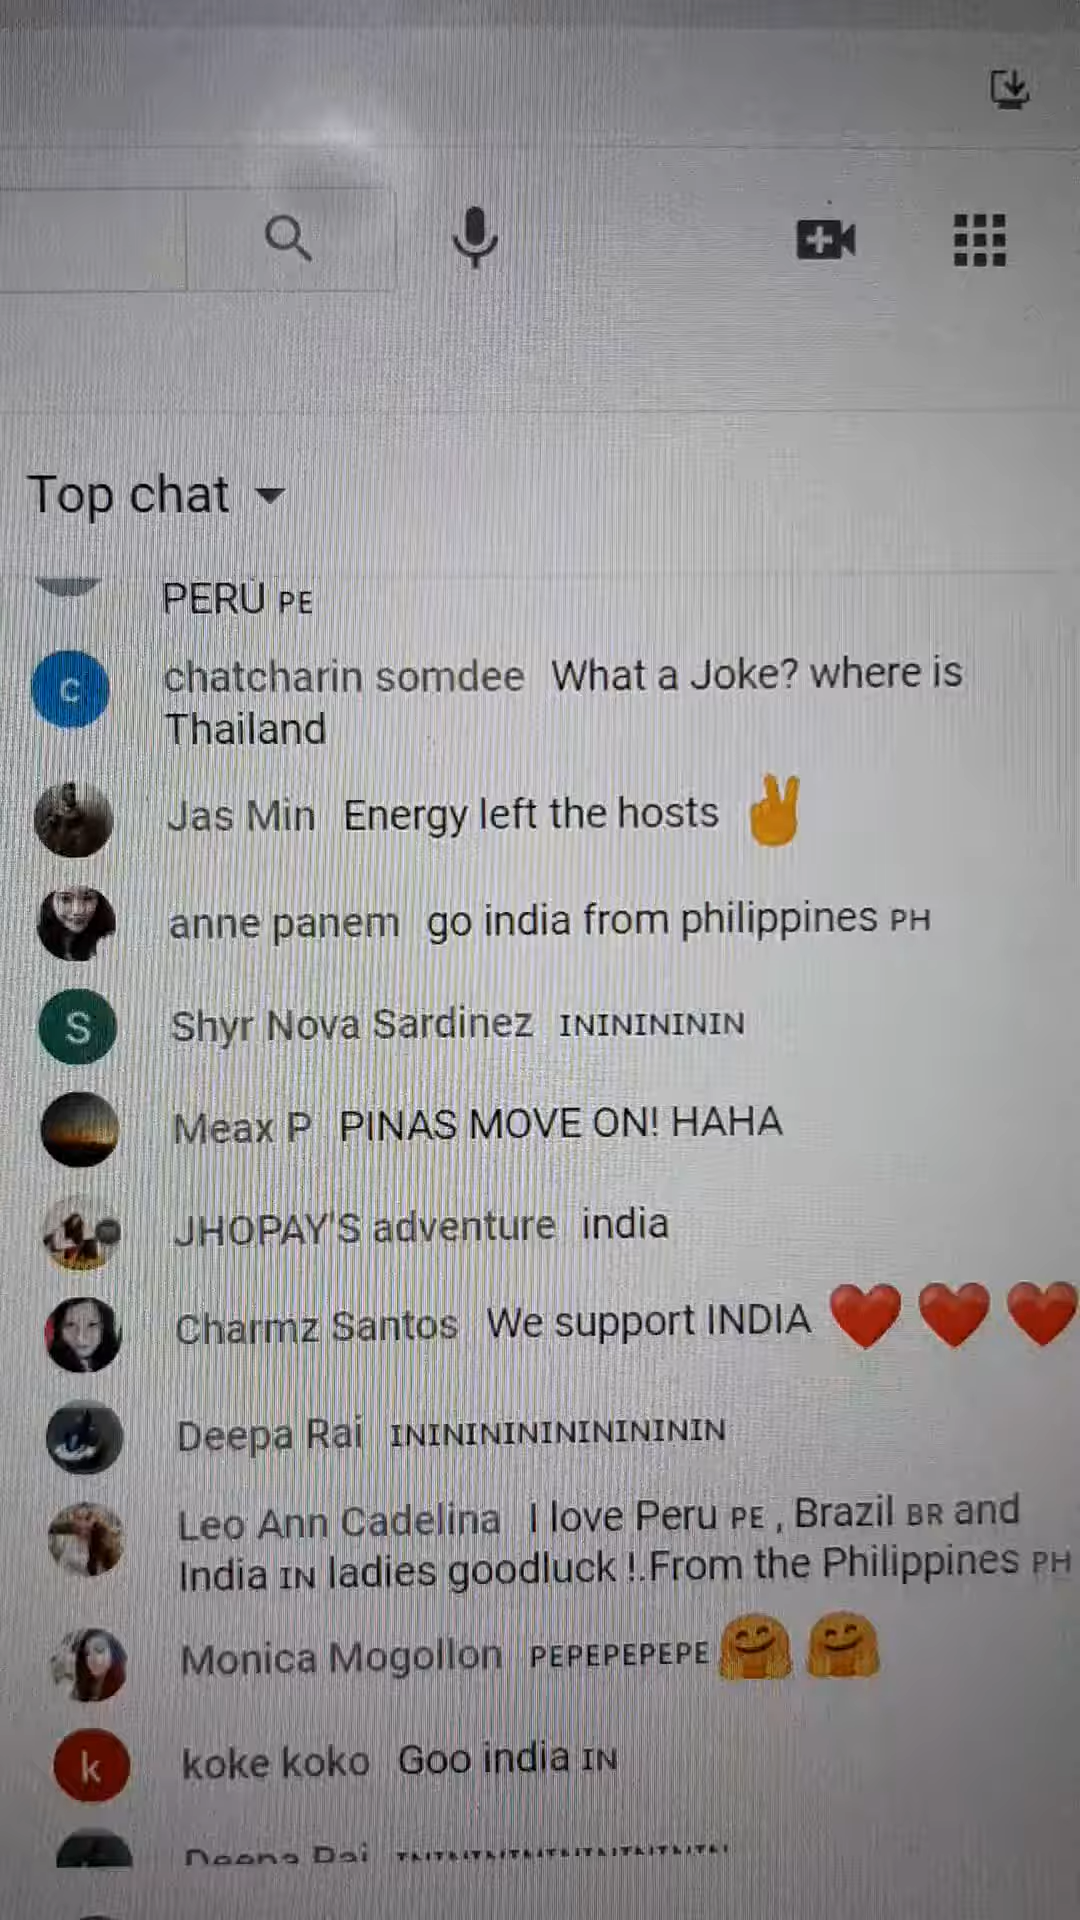 Top chat
PERÚ PE
C chatcharin somdee What a Joke? where is
Thailand
Jas Min Energy left the hosts ✌
anne panem go india from philippines PH
S Shyr Nova Sardinez ININININ​IN
Meax P PINAS MOVE ON! HAHA
JHOPAY'S adventure india
Charmz Santos We support INDIA ❤️ ❤️ ❤️
Deepa Rai INININININININININ
Leo Ann Cadelina I love Peru PE , Brazil BR and
India IN ladies goodluck !.From the Philippines PH
Monica Mogollon PEPEPEPEPE 🤗 🤗
k koke koko Goo india IN